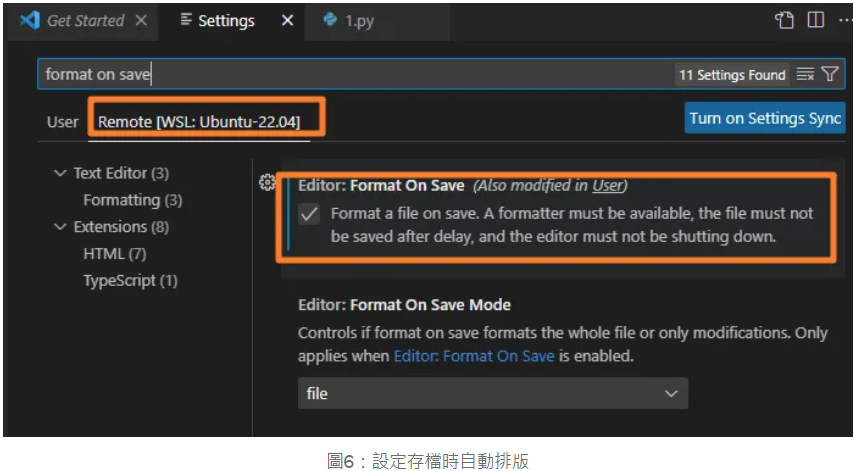 Get Started
Settings
1.py
format on save
11 Settings Found
User
Remote [WSL: Ubuntu-22.04]
Turn on Settings Sync
Text Editor (3)
Formatting (3)
Extensions (8)
HTML (7)
TypeScript (1)
Editor: Format On Save (Also modified in User)
Format a file on save. A formatter must be available, the file must not
be saved after delay, and the editor must not be shutting down.
Editor: Format On Save Mode
Controls if format on save formats the whole file or only modifications. Only
applies when Editor: Format On Save is enabled.
file
圖6：設定存檔時自動排版